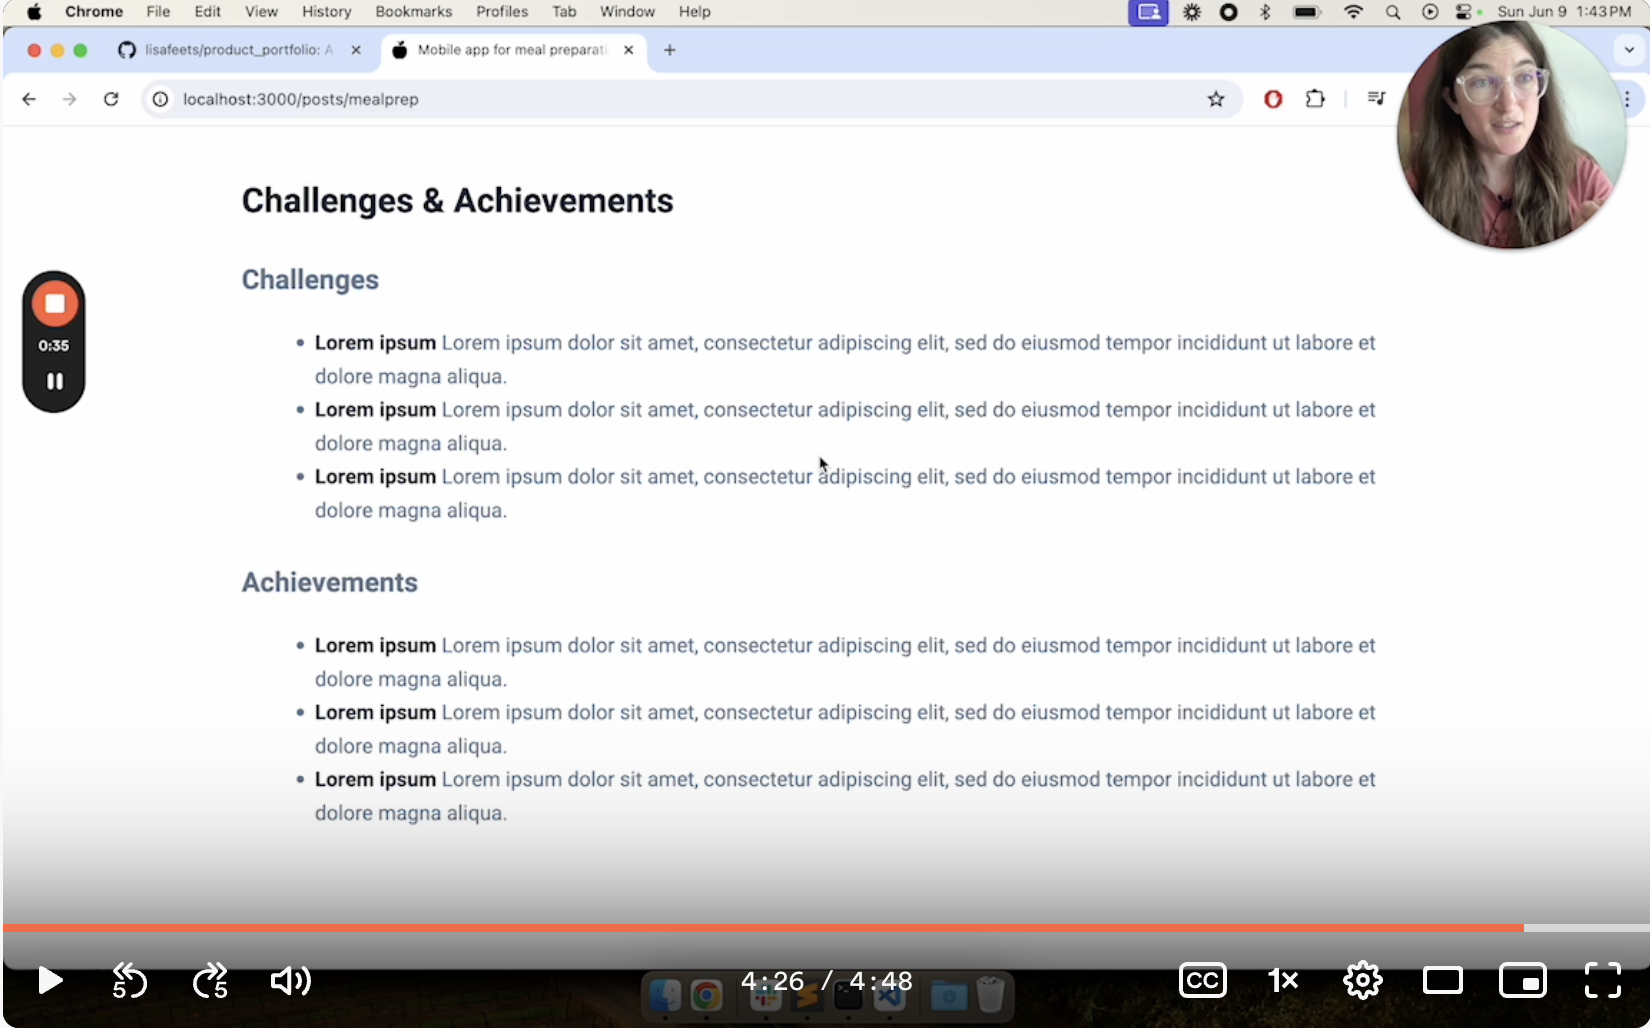 Chrome File Edit View History Bookmarks Profiles Tab Window Help Sun Jun 9 1:43 PM
lisafeets/product_portfolio: A Mobile app for meal preparati
localhost:3000/posts/mealprep
Challenges & Achievements
Challenges
0:35
• Lorem ipsum Lorem ipsum dolor sit amet, consectetur adipiscing elit, sed do eiusmod tempor incididunt ut labore et
dolore magna aliqua.
• Lorem ipsum Lorem ipsum dolor sit amet, consectetur adipiscing elit, sed do eiusmod tempor incididunt ut labore et
dolore magna aliqua.
• Lorem ipsum Lorem ipsum dolor sit amet, consectetur adipiscing elit, sed do eiusmod tempor incididunt ut labore et
dolore magna aliqua.
Achievements
• Lorem ipsum Lorem ipsum dolor sit amet, consectetur adipiscing elit, sed do eiusmod tempor incididunt ut labore et
dolore magna aliqua.
• Lorem ipsum Lorem ipsum dolor sit amet, consectetur adipiscing elit, sed do eiusmod tempor incididunt ut labore et
dolore magna aliqua.
• Lorem ipsum Lorem ipsum dolor sit amet, consectetur adipiscing elit, sed do eiusmod tempor incididunt ut labore et
dolore magna aliqua.
5 5 4:26 / 4:48 CC 1×